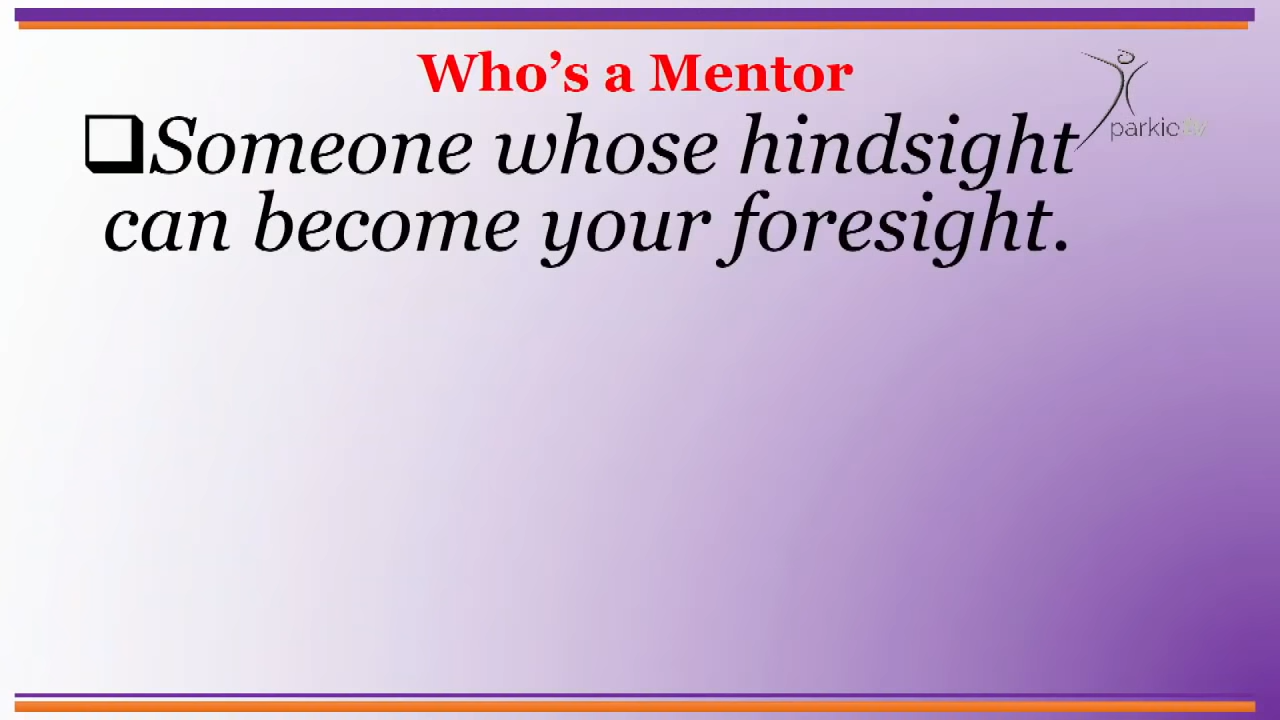 Who’s a Mentor
❑Someone whose hindsight
can become your foresight.